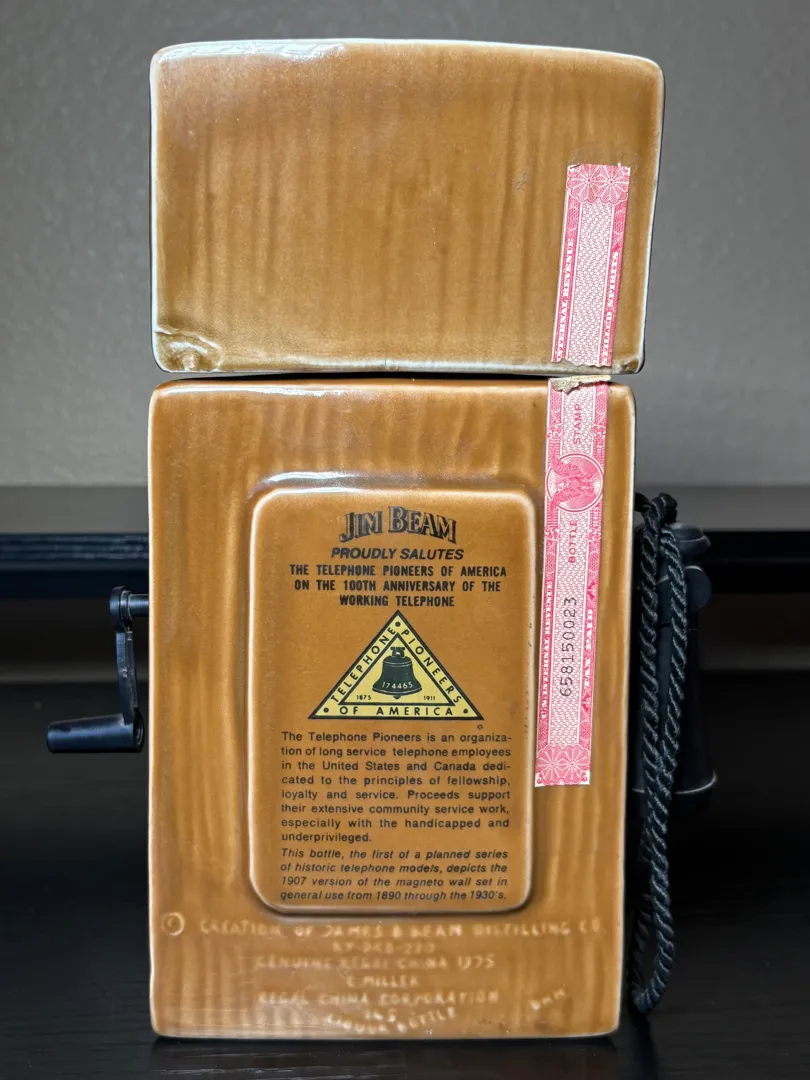 JIM BEAM
PROUDLY SALUTES
THE TELEPHONE PIONEERS OF AMERICA
ON THE 100TH ANNIVERSARY OF THE
WORKING TELEPHONE
TELEPHONE PIONEERS
174465
1875 1911
• OF AMERICA •
The Telephone Pioneers is an organiza-
tion of long service telephone employees
in the United States and Canada dedi-
cated to the principles of fellowship,
loyalty and service. Proceeds support
their extensive community service work,
especially with the handicapped and
underprivileged.
This bottle, the first of a planned series
of historic telephone models, depicts the
1907 version of the magneto wall set in
general use from 1890 through the 1930's.
© CREATION OF JAMES B BEAM DISTILLING CO.
GENUINE REGAL CHINA 1975
C. MILLER
REGAL CHINA CORPORATION
LIQUOR BOTTLE
BOTTLE STAMP
658150023
U.S. INTERNAL REVENUE
TAX PAID